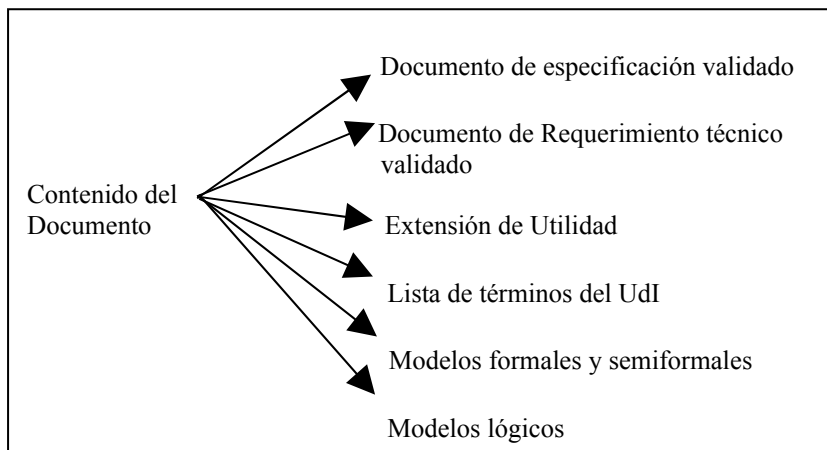 Documento de especificación validado
Documento de Requerimiento técnico
validado
Contenido del
Documento
Extensión de Utilidad
Lista de términos del UdI
Modelos formales y semiformales
Modelos lógicos